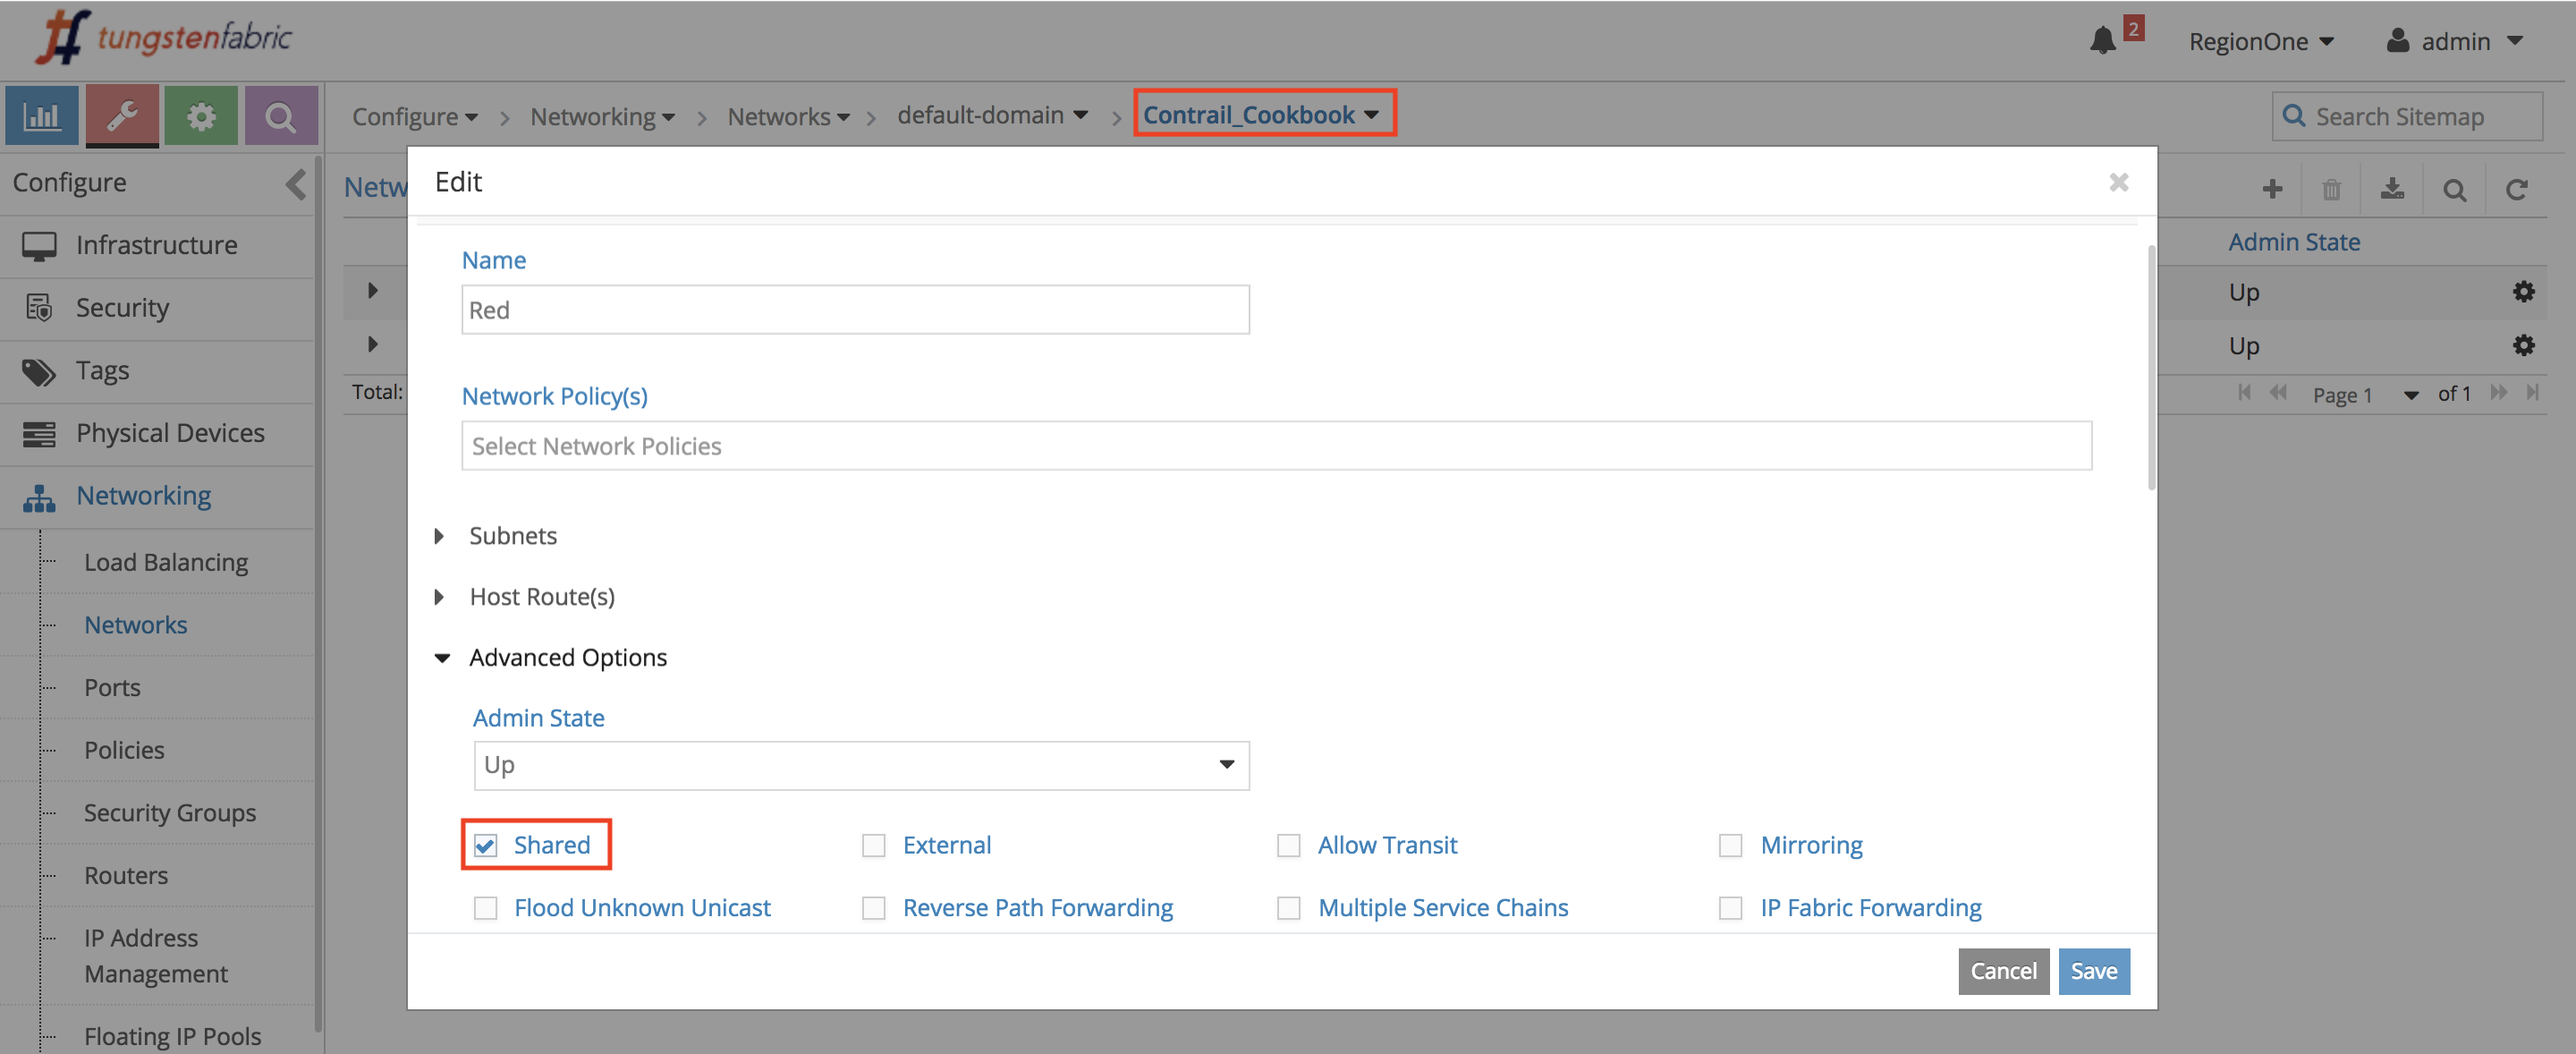 tungstenfabric
2
RegionOne
admin
Configure > Networking > Networks > default-domain > Contrail_Cookbook
Search Sitemap
Configure
Infrastructure
Security
Tags
Physical Devices
Networking
Load Balancing
Networks
Ports
Policies
Security Groups
Routers
IP Address
Management
Floating IP Pools
Netw
Total:
Edit
Name
Red
Network Policy(s)
Select Network Policies
Subnets
Host Route(s)
Advanced Options
Admin State
Up
Shared External Allow Transit Mirroring
Flood Unknown Unicast Reverse Path Forwarding Multiple Service Chains IP Fabric Forwarding
Cancel Save
Admin State
Up
Up
Page 1 of 1